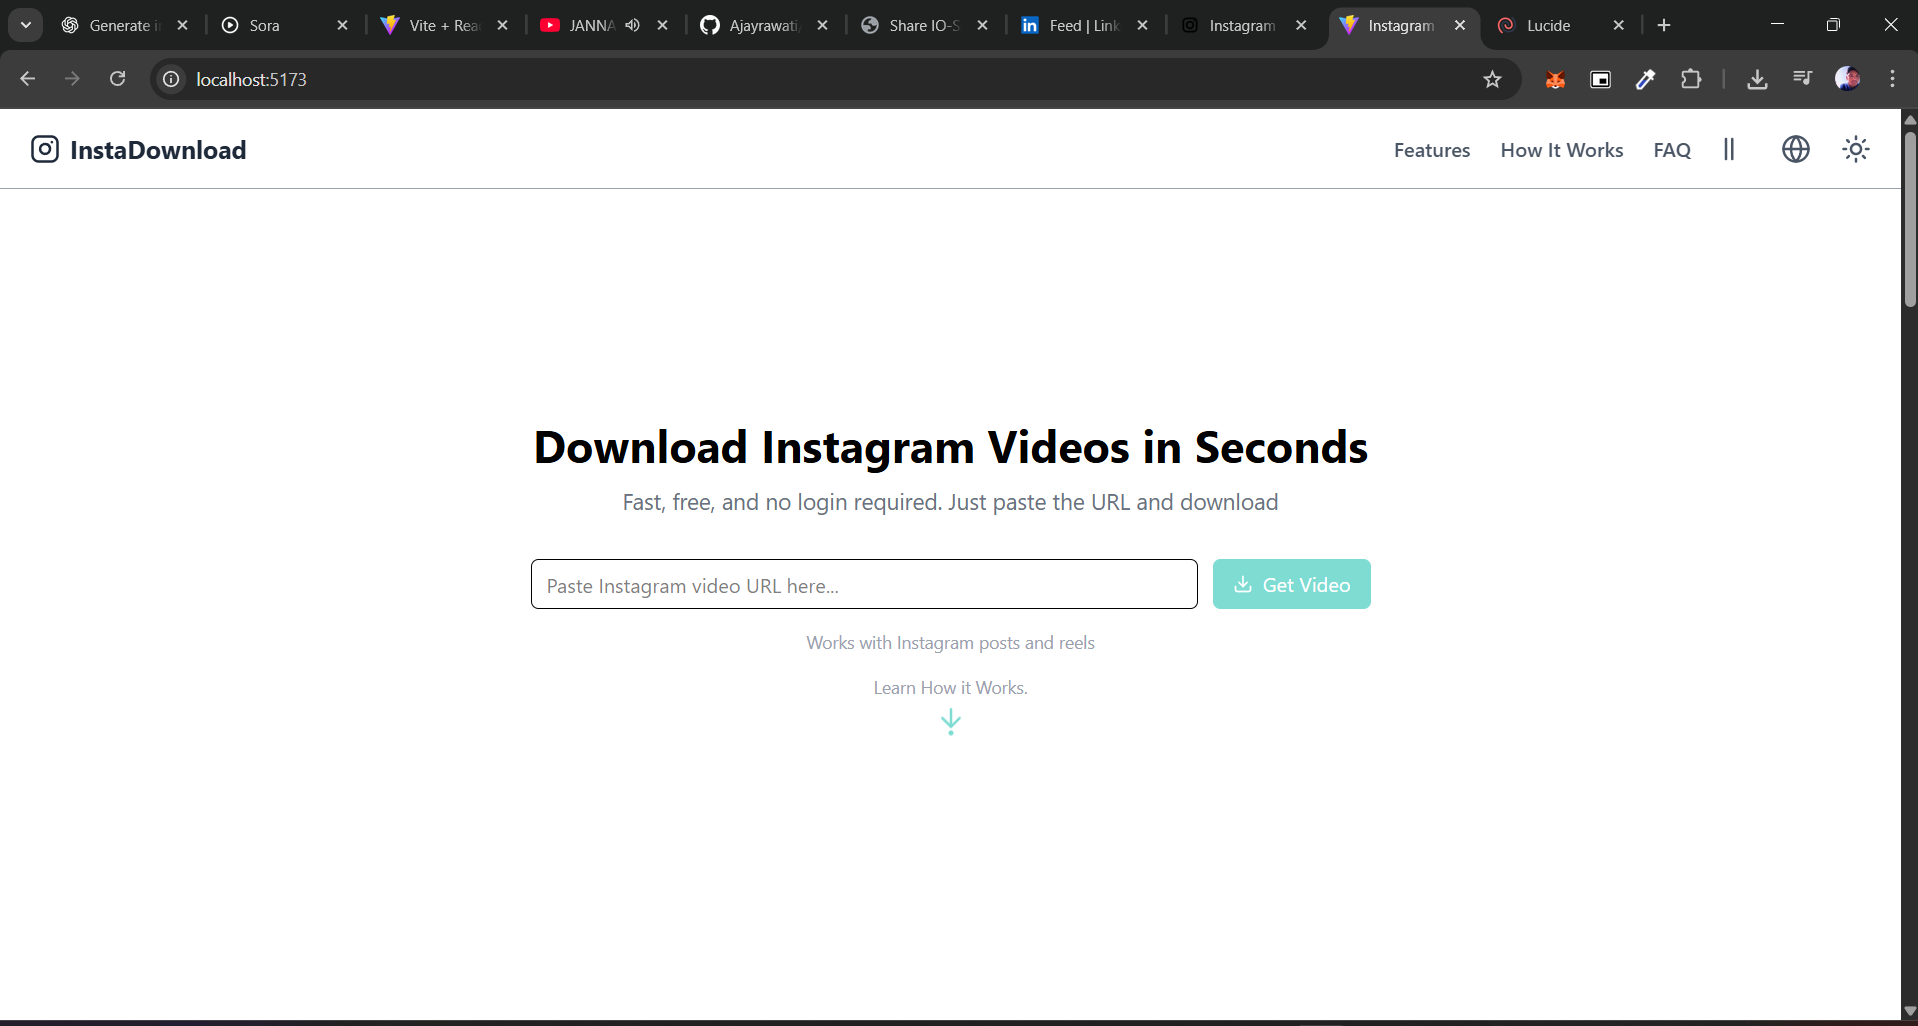 Generate i
Sora
Vite + Rea
JANNA
Ajayrawati
Share IO-S
Feed | Link
Instagram
Instagram
Lucide
localhost:5173
InstaDownload
Features
How It Works
FAQ
||
Download Instagram Videos in Seconds
Fast, free, and no login required. Just paste the URL and download
Paste Instagram video URL here...
Get Video
Works with Instagram posts and reels
Learn How it Works.